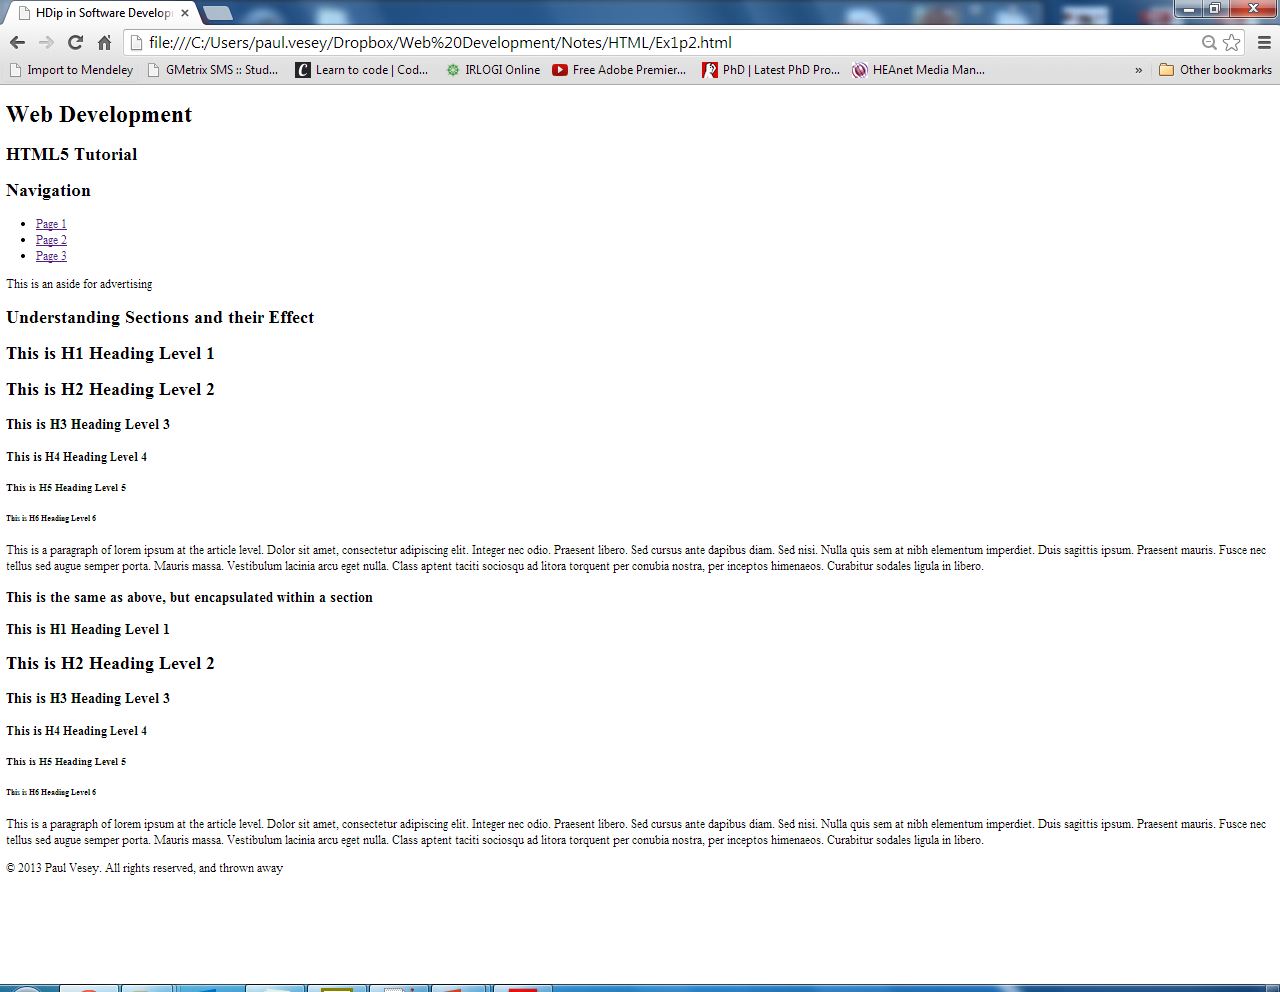 HDip in Software Develop
file:///C:/Users/paul.vesey/Dropbox/Web%20Development/Notes/HTML/Ex1p2.html
Import to Mendeley GMetrix SMS :: Stud... Learn to code | Cod... IRLOGI Online Free Adobe Premier... PhD | Latest PhD Pro... HEAnet Media Man... » Other bookmarks
Web Development
HTML5 Tutorial
Navigation
• Page 1
• Page 2
• Page 3
This is an aside for advertising
Understanding Sections and their Effect
This is H1 Heading Level 1
This is H2 Heading Level 2
This is H3 Heading Level 3
This is H4 Heading Level 4
This is H5 Heading Level 5
This is H6 Heading Level 6
This is a paragraph of lorem ipsum at the article level. Dolor sit amet, consectetur adipiscing elit. Integer nec odio. Praesent libero. Sed cursus ante dapibus diam. Sed nisi. Nulla quis sem at nibh elementum imperdiet. Duis sagittis ipsum. Praesent mauris. Fusce nec
tellus sed augue semper porta. Mauris massa. Vestibulum lacinia arcu eget nulla. Class aptent taciti sociosqu ad litora torquent per conubia nostra, per inceptos himenaeos. Curabitur sodales ligula in libero.
This is the same as above, but encapsulated within a section
This is H1 Heading Level 1
This is H2 Heading Level 2
This is H3 Heading Level 3
This is H4 Heading Level 4
This is H5 Heading Level 5
This is H6 Heading Level 6
This is a paragraph of lorem ipsum at the article level. Dolor sit amet, consectetur adipiscing elit. Integer nec odio. Praesent libero. Sed cursus ante dapibus diam. Sed nisi. Nulla quis sem at nibh elementum imperdiet. Duis sagittis ipsum. Praesent mauris. Fusce nec
tellus sed augue semper porta. Mauris massa. Vestibulum lacinia arcu eget nulla. Class aptent taciti sociosqu ad litora torquent per conubia nostra, per inceptos himenaeos. Curabitur sodales ligula in libero.
© 2013 Paul Vesey. All rights reserved, and thrown away